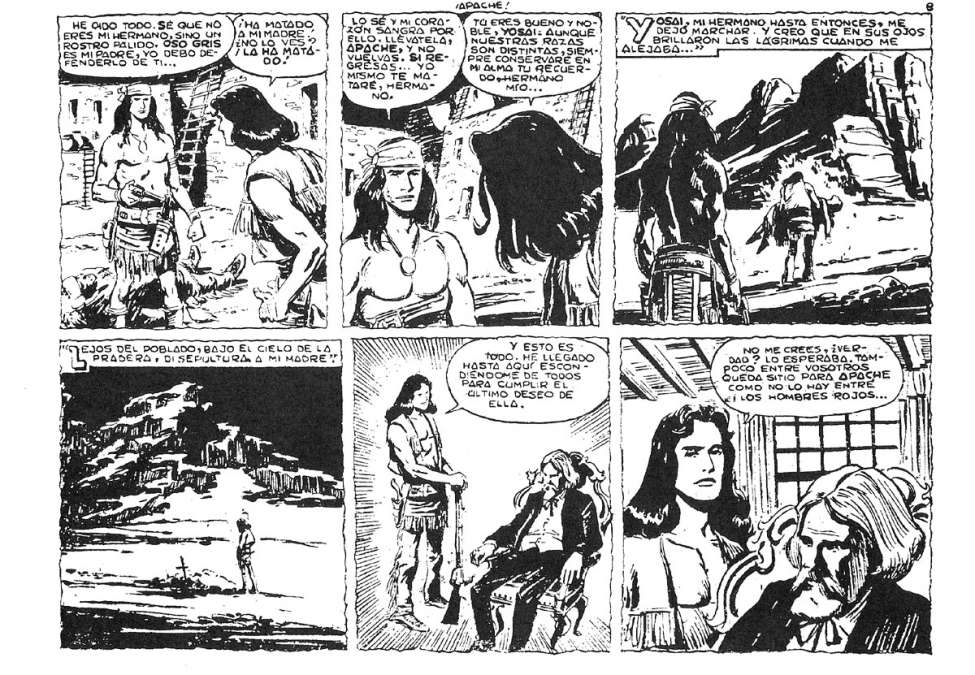 ¡APACHE!
8
HE OIDO TODO. SÉ QUE NO
ERES MI HERMANO, SINO UN
ROSTRO PALIDO. OSO GRIS
ES MI PADRE, YO DEBO DE-
FENDERLO DE TI...
¡HA MATADO
A MI MADRE!
¿NO LO VES?
¡LA HA MATA-
DO!
LO SÉ Y MI CORA-
ZÓN SANGRA POR
ELLO. LLÉVATELA,
APACHE, Y NO
VUELVAS. SI RE-
GRESAS... YO
MISMO TE MA-
TARÉ, HERMA-
NO.
TÚ ERES BUENO Y NO-
BLE, YOSAI. AUNQUE
NUESTRAS RAZAS
SON DISTINTAS, SIEM-
PRE CONSERVARÉ EN
MI ALMA TU RECUER-
DO, HERMANO
MIO...
"YOSAI, MI HERMANO HASTA ENTONCES, ME
DEJÓ MARCHAR. Y CREO QUE EN SUS OJOS
BRILLARON LAS LÁGRIMAS CUANDO ME
ALEJABA..."
"LEJOS DEL POBLADO, BAJO EL CIELO DE LA
PRADERA, DI SEPULTURA A MI MADRE."
Y ESTO ES
TODO. HE LLEGADO
HASTA AQUÍ ESCON-
DIÉNDOME DE TODOS
PARA CUMPLIR EL
ÚLTIMO DESEO DE
ELLA.
NO ME CREES, ¿VER-
DAD? LO ESPERABA. TAM-
POCO ENTRE VOSOTROS
QUEDA SITIO PARA APACHE
COMO NO LO HAY ENTRE
LOS HOMBRES ROJOS...